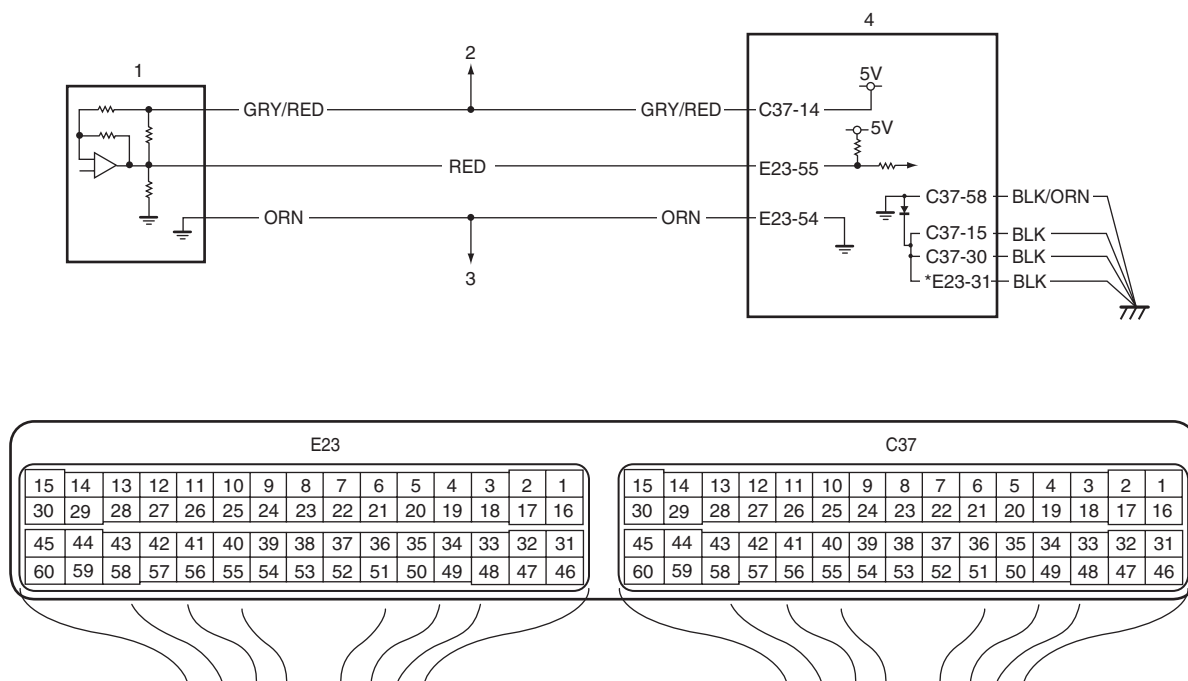 4
1
2
5V
GRY/RED
GRY/RED
C37-14
5V
RED
E23-55
C37-58
BLK/ORN
ORN
ORN
E23-54
C37-15
BLK
C37-30
BLK
3
*E23-31
BLK
E23
C37
15 14 13 12 11 10 9 8 7 6 5 4 3 2 1
15 14 13 12 11 10 9 8 7 6 5 4 3 2 1
30 29 28 27 26 25 24 23 22 21 20 19 18 17 16
30 29 28 27 26 25 24 23 22 21 20 19 18 17 16
45 44 43 42 41 40 39 38 37 36 35 34 33 32 31
45 44 43 42 41 40 39 38 37 36 35 34 33 32 31
60 59 58 57 56 55 54 53 52 51 50 49 48 47 46
60 59 58 57 56 55 54 53 52 51 50 49 48 47 46